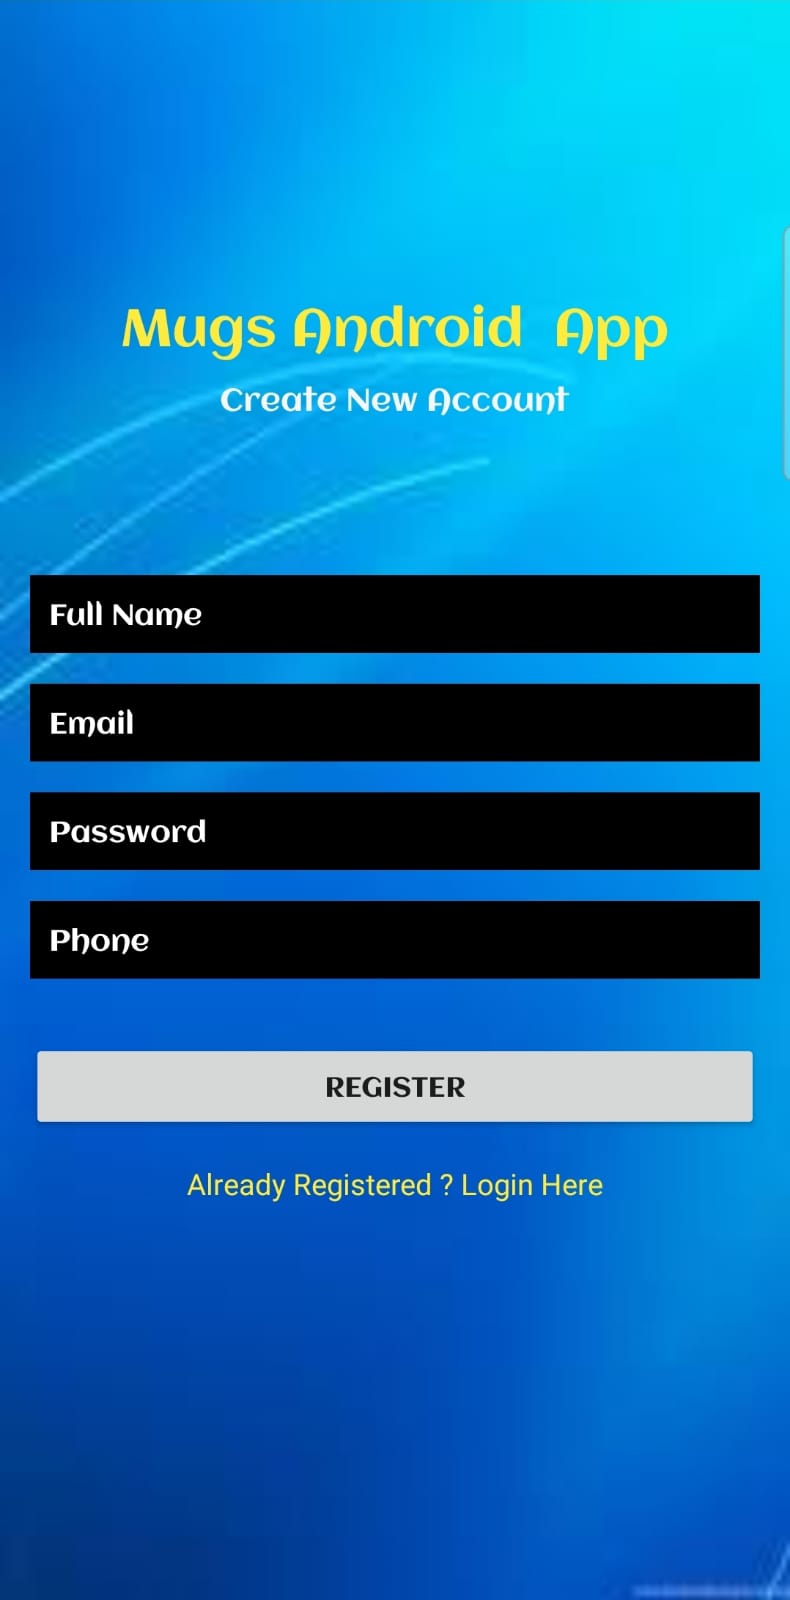 Mugs Android  App
Create New Account
Full Name
Email
Password
Phone
REGISTER
Already Registered ? Login Here